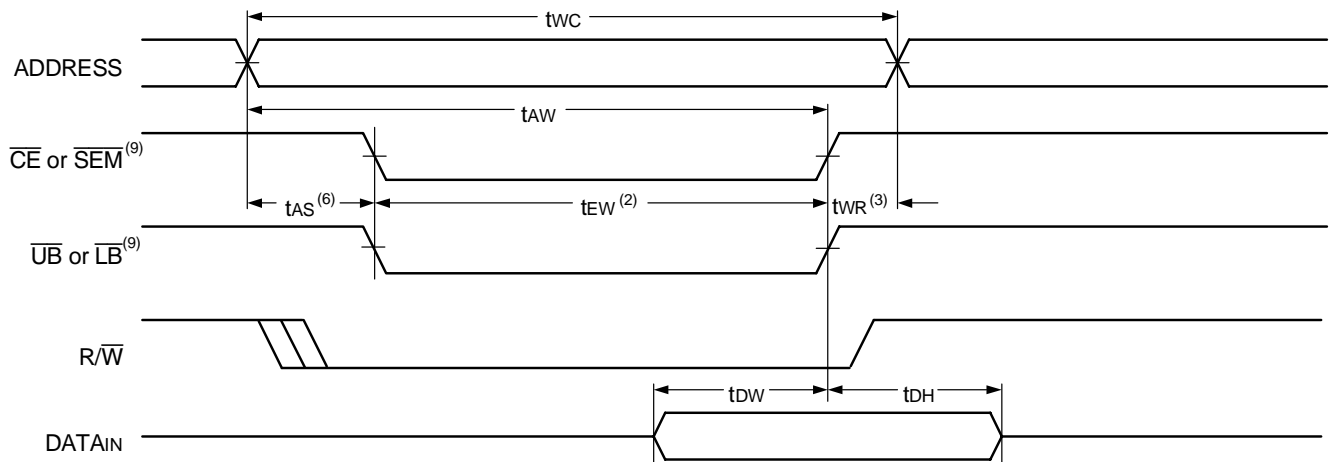 tWC
ADDRESS
tAW
CE or SEM(9)
tAS(6) tEW(2) tWR(3)
UB or LB(9)
R/W
tDW tDH
DATAIN